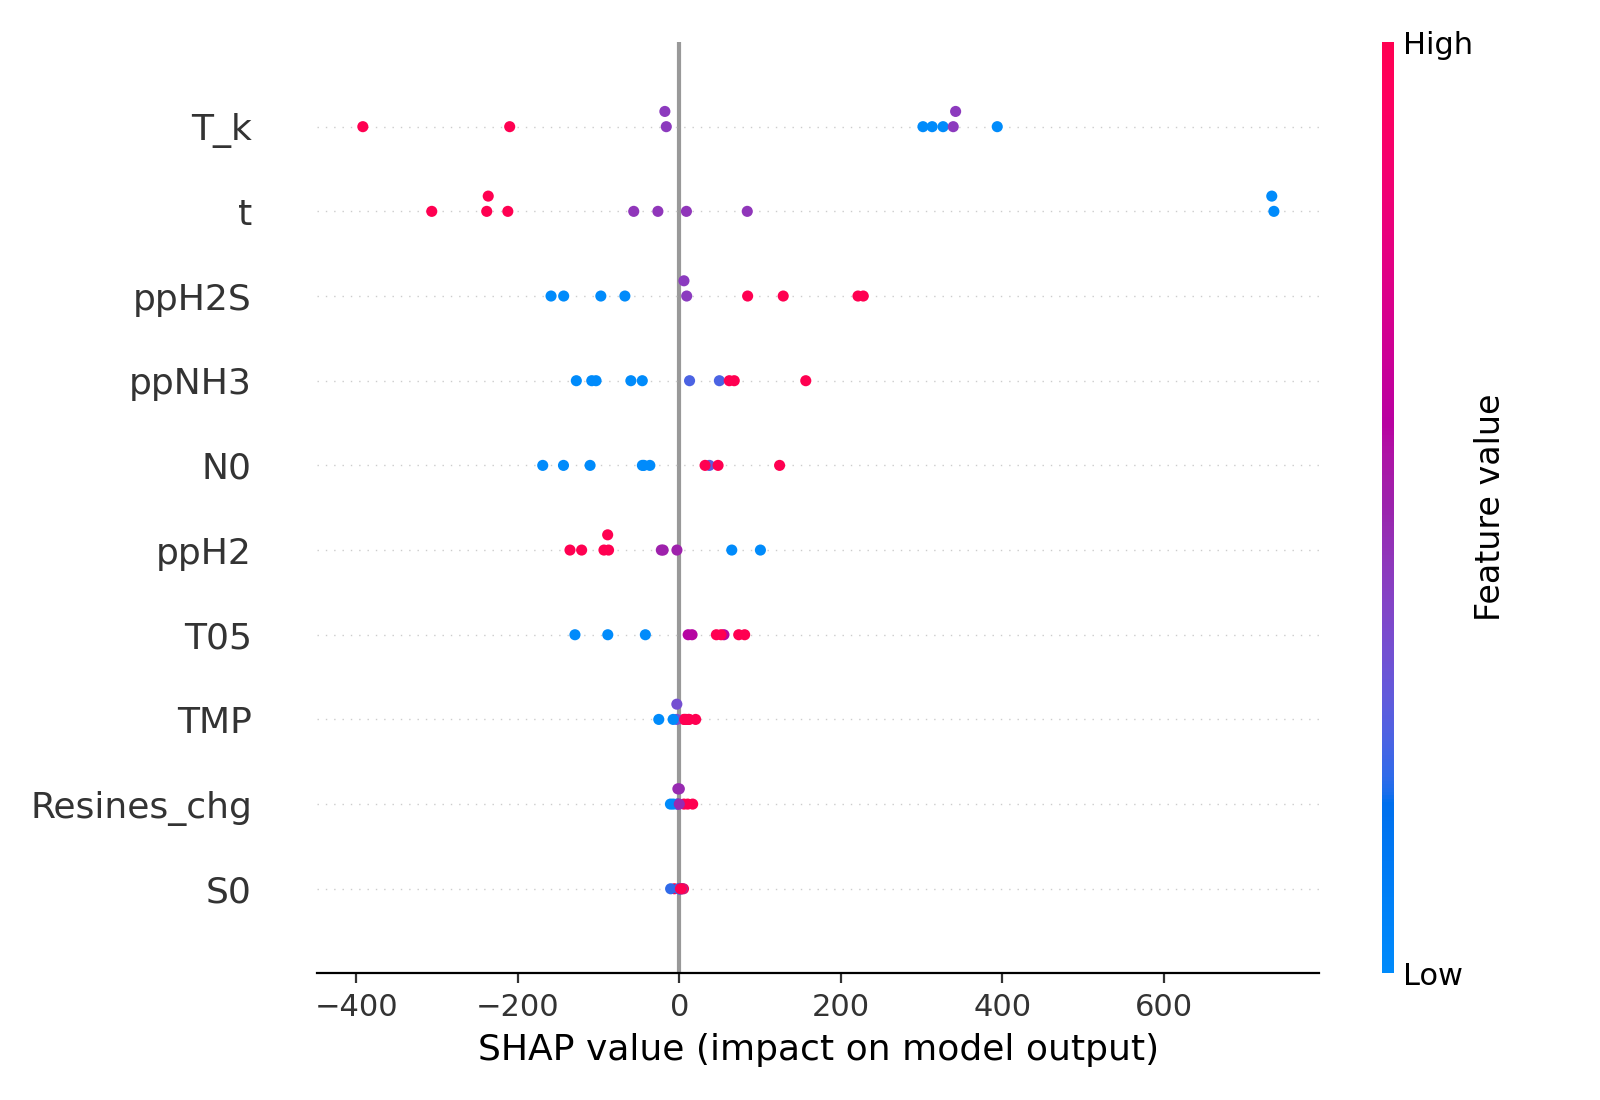 High
T_k
t
ppH2S
ppNH3
N0
ppH2
T05
TMP
Resines_chg
S0
Feature value
Low
−400 −200 0 200 400 600
SHAP value (impact on model output)